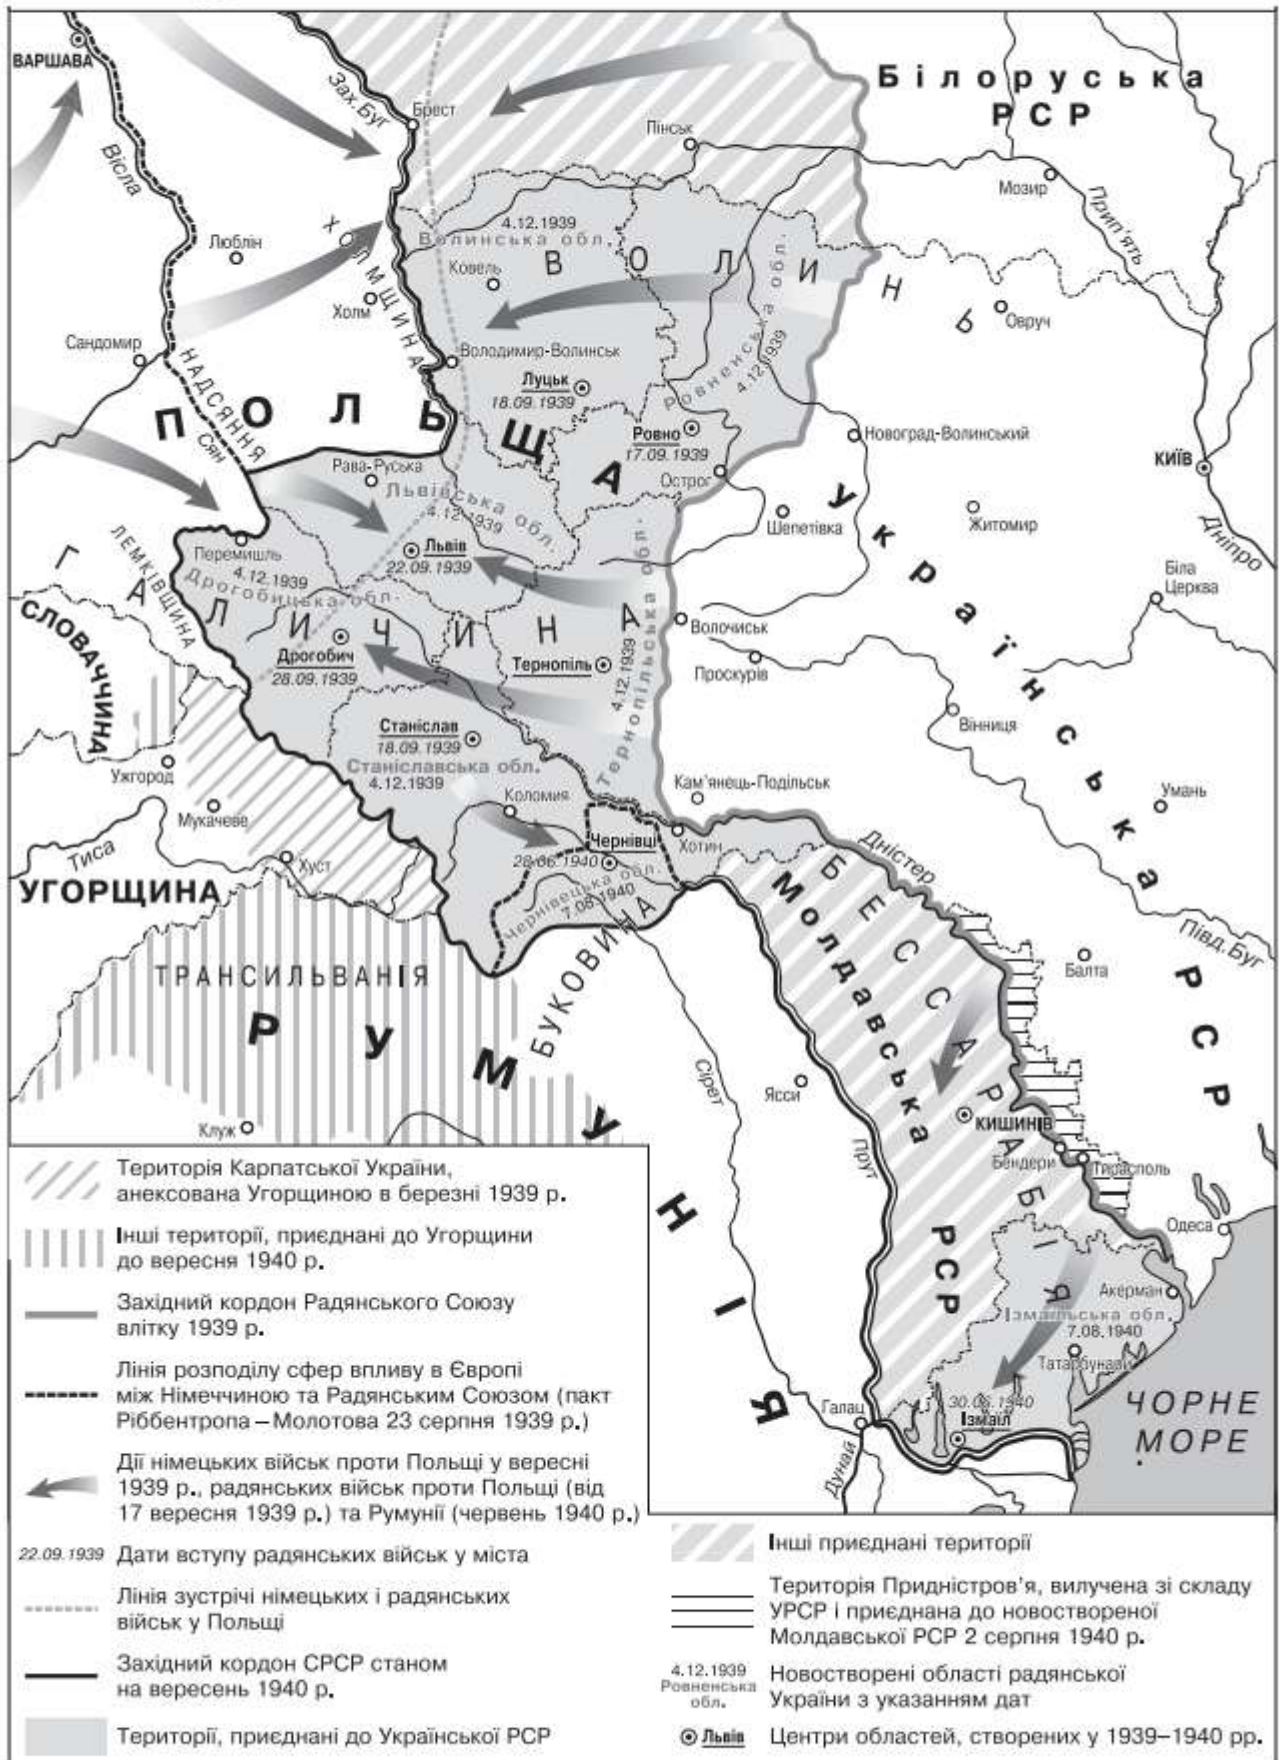 ВАРШАВА
Зах. Буг
Брест
Білоруська
РСР
Пінськ
Мозир
Прип'ять
Вісла
Люблін
ХОЛМЩИНА
Холм
4.12.1939
Волинська обл.
Ковель
ВОЛИНЬ
Овруч
Сандомир
НАДСЯННЯ
Сян
Володимир-Волинськ
Луцьк
18.09.1939
Ровненська обл.
4.12.1939
ПОЛЬЩА
Ровно
17.09.1939
Острог
Новоград-Волинський
КИЇВ
Дніпро
Рава-Руська
Львівська обл.
4.12.1939
Шепетівка
Житомир
Українська РСР
Перемишль
Львів
22.09.1939
Біла
Церква
ЛЕМКІВЩИНА
4.12.1939
Дрогобицька обл.
ГАЛИЧИНА
СЛОВАЧЧИНА
Дрогобич
28.09.1939
Тернопіль
4.12.1939
Тернопільська обл.
Волочиськ
Проскурів
Вінниця
Станіслав
18.09.1939
Станіславська обл.
4.12.1939
Ужгород
Мукачеве
Коломия
Кам'янець-Подільськ
Умань
Тиса
Хуст
УГОРЩИНА
Чернівці
28.06.1940
Чернівецька обл.
7.08.1940
Хотин
Дністер
БЕССАРАБІЯ
Молдавська
РСР
Півд. Буг
Балта
ТРАНСИЛЬВАНІЯ
БУКОВИНА
РУМУНІЯ
Сірет
Ясси
Клуж
Прут
КИШИНІВ
Бендери
Тирасполь
Одеса
Акерман
Ізмаїльська обл.
7.08.1940
Татарбунари
30.06.1940
Ізмаїл
Галац
Дунай
ЧОРНЕ
МОРЕ
Територія Карпатської України,
анексована Угорщиною в березні 1939 р.
Інші території, приєднані до Угорщини
до вересня 1940 р.
Західний кордон Радянського Союзу
влітку 1939 р.
Лінія розподілу сфер впливу в Європі
між Німеччиною та Радянським Союзом (пакт
Ріббентропа – Молотова 23 серпня 1939 р.)
Дії німецьких військ проти Польщі у вересні
1939 р., радянських військ проти Польщі (від
17 вересня 1939 р.) та Румунії (червень 1940 р.)
22.09.1939 Дати вступу радянських військ у міста
Лінія зустрічі німецьких і радянських
військ у Польщі
Західний кордон СРСР станом
на вересень 1940 р.
Території, приєднані до Української РСР
Інші приєднані території
Територія Придністров'я, вилучена зі складу
УРСР і приєднана до новоствореної
Молдавської РСР 2 серпня 1940 р.
4.12.1939
Ровненська
обл.
Новостворені області радянської
України з указанням дат
Львів Центри областей, створених у 1939–1940 рр.